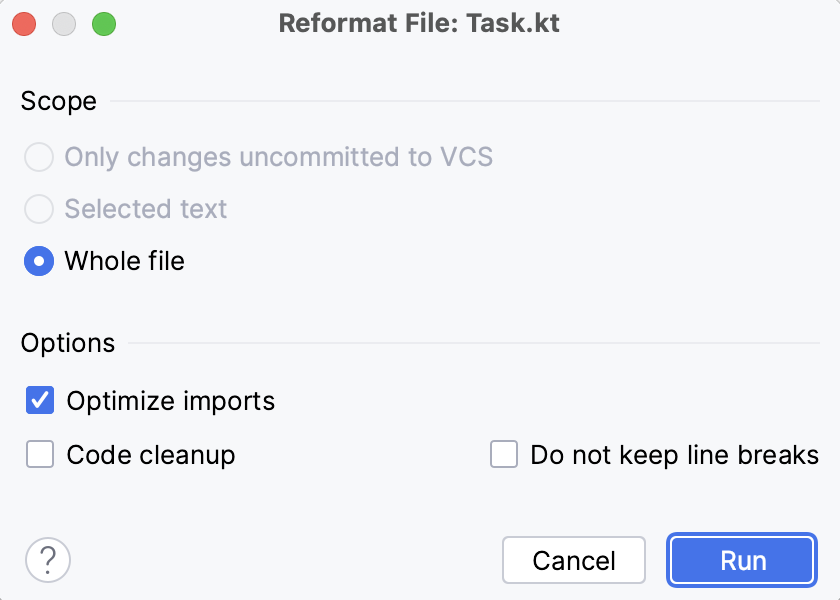 Reformat File: Task.kt
Scope
Only changes uncommitted to VCS
Selected text
Whole file
Options
Optimize imports
Code cleanup
Do not keep line breaks
?
Cancel
Run